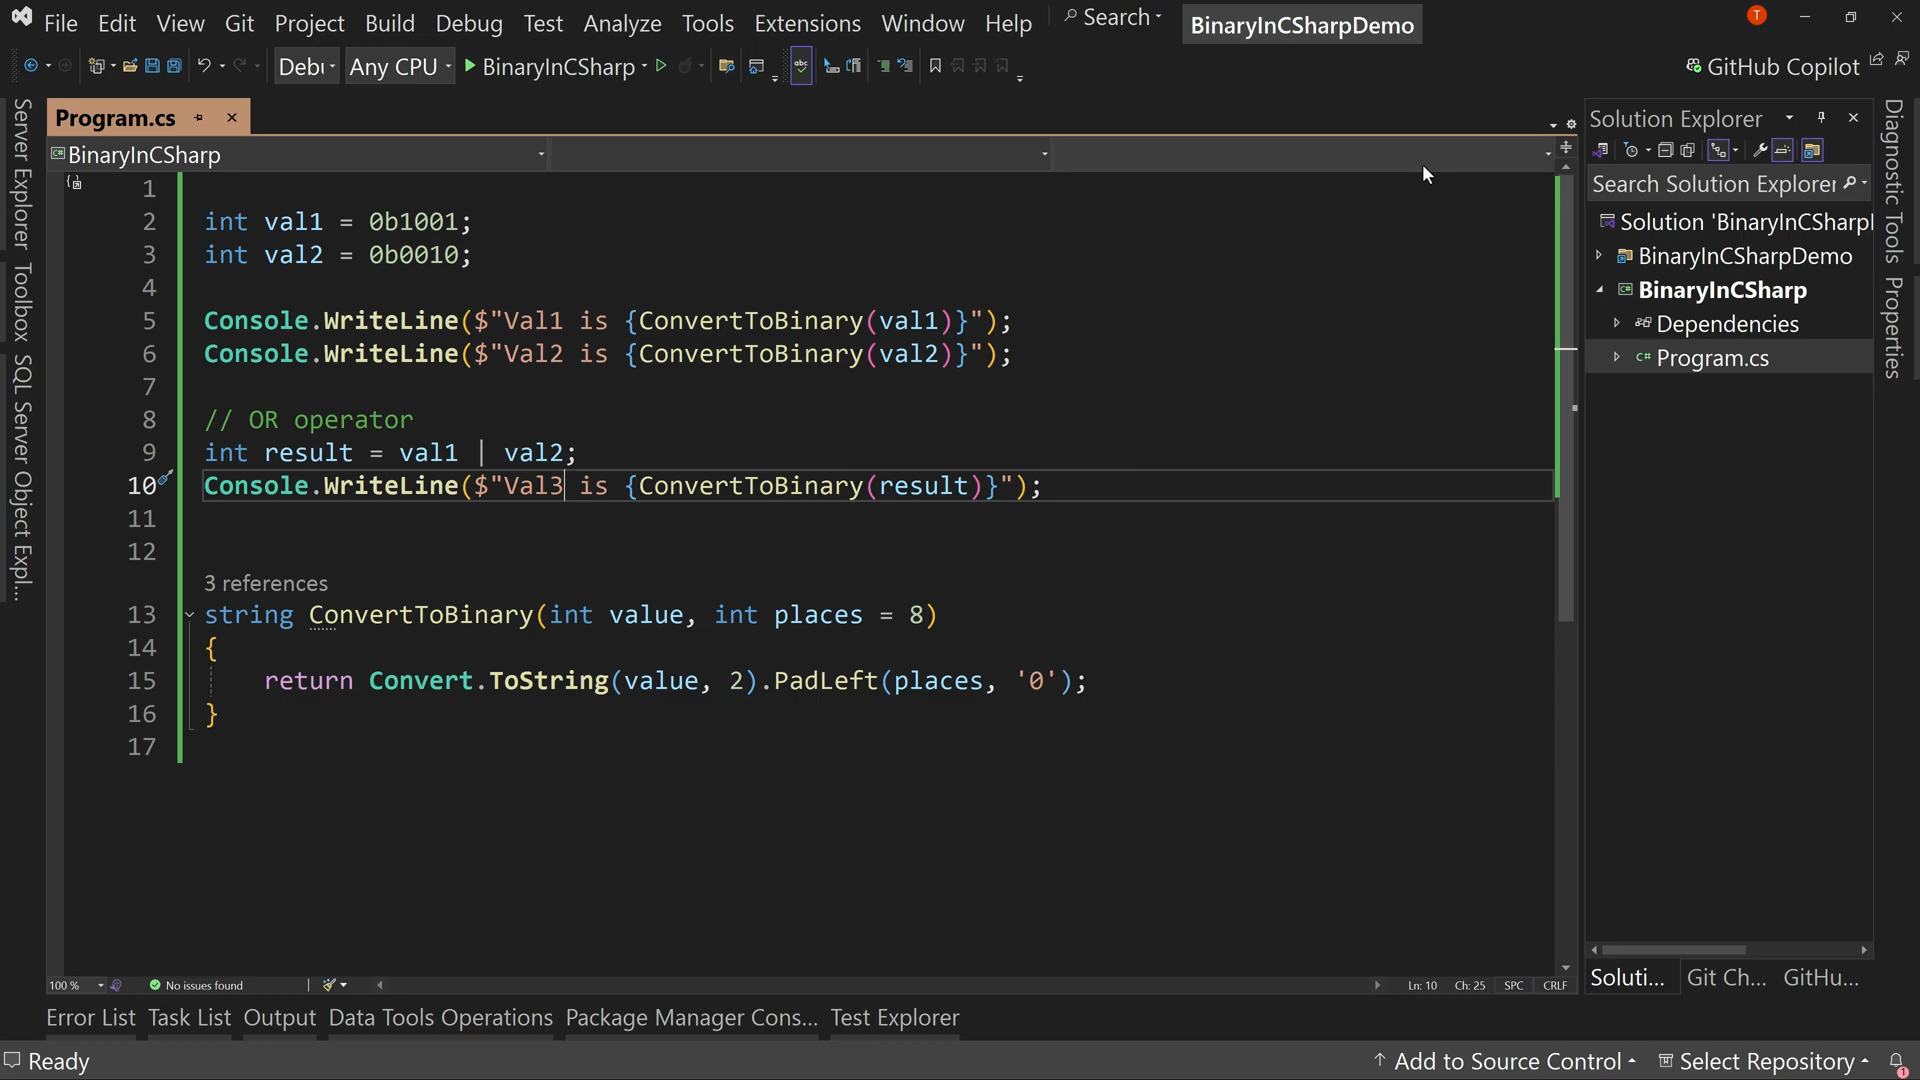 File Edit View Git Project Build Debug Test Analyze Tools Extensions Window Help Search BinaryInCSharpDemo T
Debu Any CPU BinaryInCSharp GitHub Copilot
Server Explorer
Toolbox
SQL Server Object Expl...
Program.cs
BinaryInCSharp
1
2 int val1 = 0b1001;
3 int val2 = 0b0010;
4
5 Console.WriteLine($"Val1 is {ConvertToBinary(val1)}");
6 Console.WriteLine($"Val2 is {ConvertToBinary(val2)}");
7
8 // OR operator
9 int result = val1 | val2;
10 Console.WriteLine($"Val3 is {ConvertToBinary(result)}");
11
12
3 references
13 string ConvertToBinary(int value, int places = 8)
14 {
15 return Convert.ToString(value, 2).PadLeft(places, '0');
16 }
17
100 % No issues found Ln: 10 Ch: 25 SPC CRLF
Solution Explorer
Search Solution Explorer
Solution 'BinaryInCSharp
BinaryInCSharpDemo
BinaryInCSharp
Dependencies
C# Program.cs
Soluti... Git Ch... GitHu...
Diagnostic Tools
Properties
Error List Task List Output Data Tools Operations Package Manager Cons... Test Explorer
Ready Add to Source Control Select Repository 1